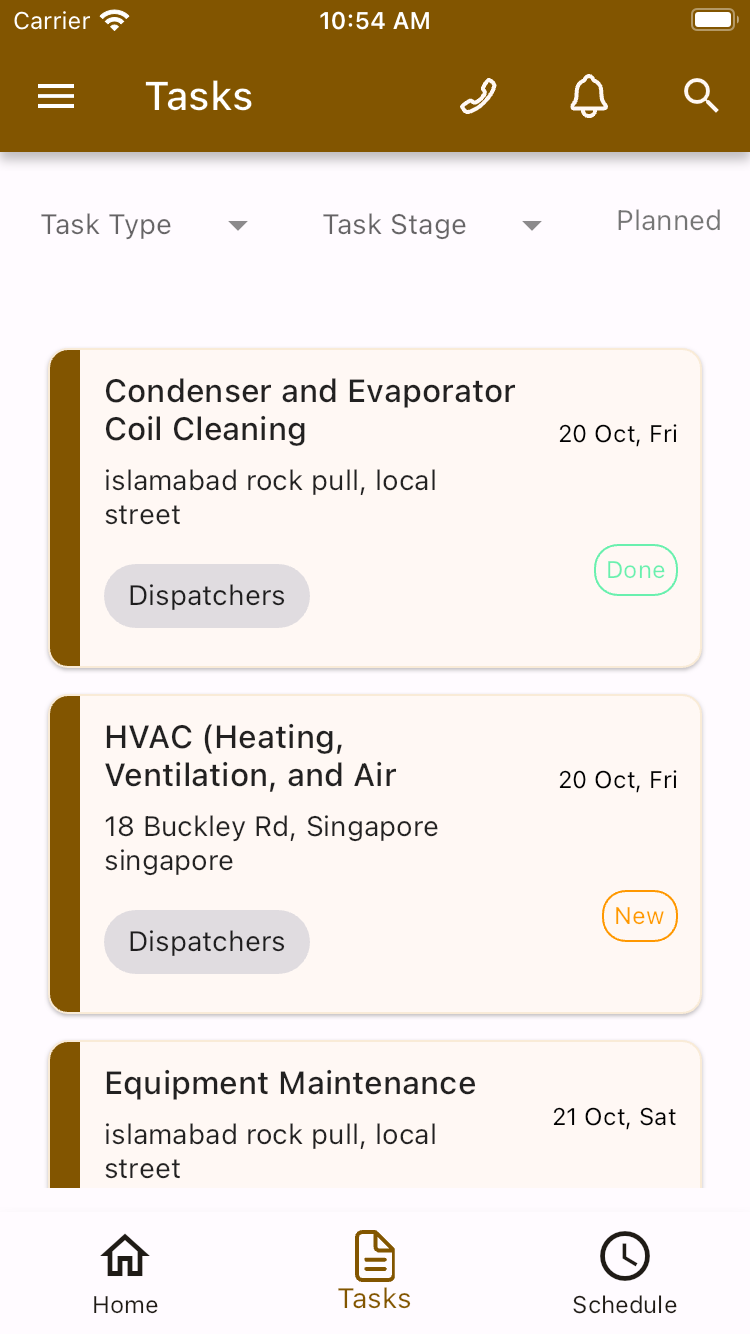 Carrier 10:54 AM
Tasks
Task Type Task Stage Planned
Condenser and Evaporator
Coil Cleaning
20 Oct, Fri
islamabad rock pull, local
street
Done
Dispatchers
HVAC (Heating,
Ventilation, and Air
20 Oct, Fri
18 Buckley Rd, Singapore
singapore
New
Dispatchers
Equipment Maintenance
21 Oct, Sat
islamabad rock pull, local
street
Home Tasks Schedule